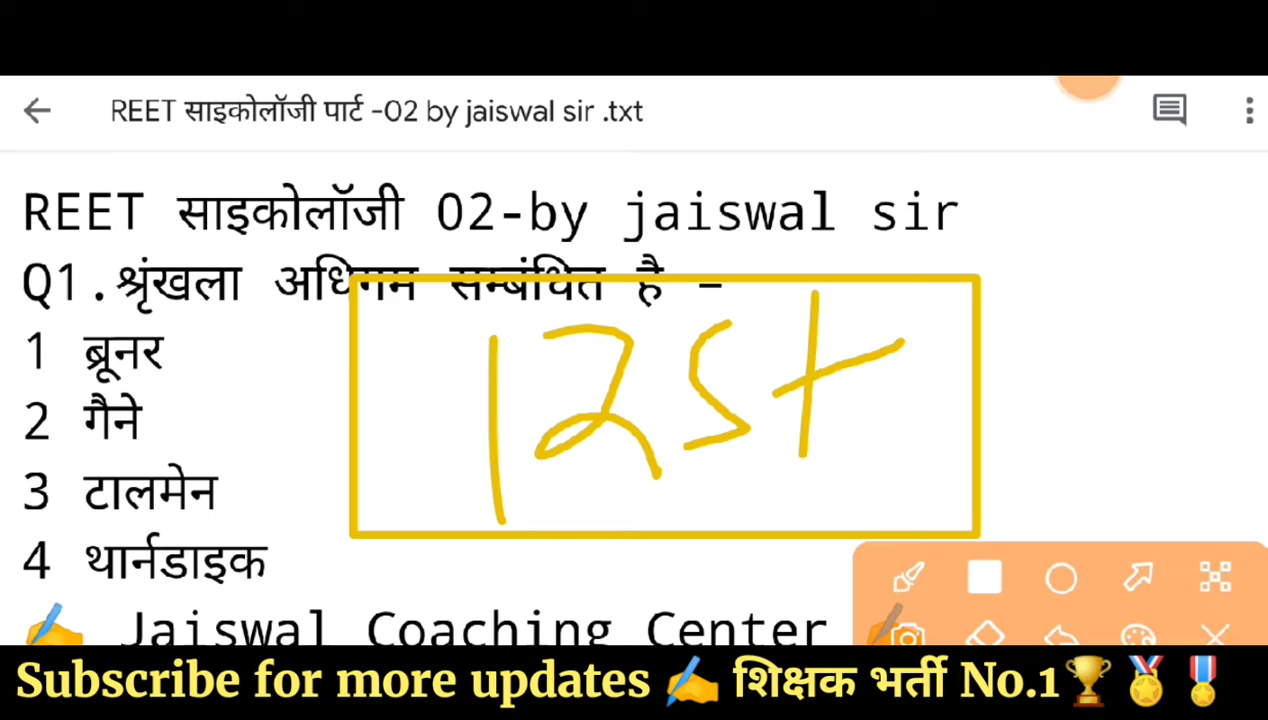 REET साइकोलॉजी पार्ट -02 by jaiswal sir .txt
REET साइकोलॉजी 02-by jaiswal sir
Q1.श्रृंखला अधिगम सम्बंधित है -
1 ब्रूनर
2 गैने
3 टालमेन
4 थार्नडाइक
12st
✍️ Jaiswal Coaching Center ✍️
Subscribe for more updates ✍️ शिक्षक भर्ती No.1🏆🥇🎖️